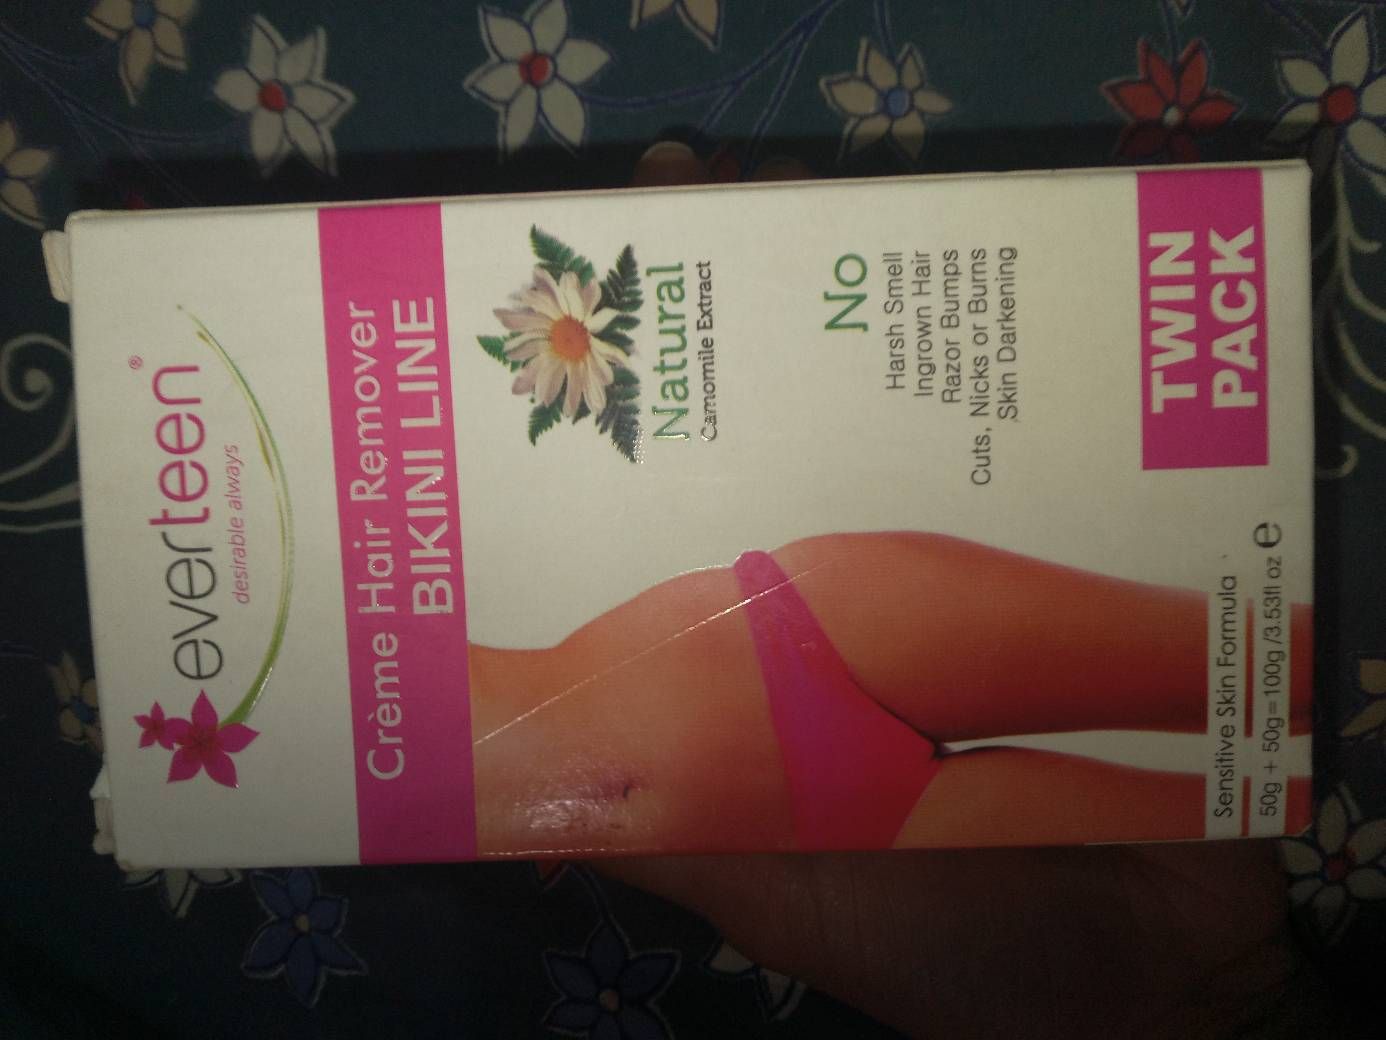 everteen®
desirable always
Crème Hair Remover
BIKINI LINE
Natural
Camomile Extract
No
Harsh Smell
Ingrown Hair
Razor Bumps
Cuts, Nicks or Burns
Skin Darkening
TWIN
PACK
Sensitive Skin Formula
50g + 50g=100g /3.53fl oz e